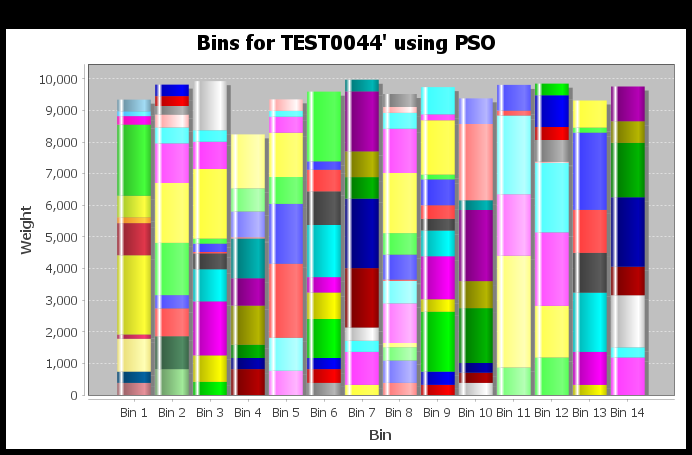 Bins for TEST0044' using PSO
10,000
9,000
8,000
7,000
6,000
5,000
4,000
3,000
2,000
1,000
0
Weight
Bin 1 Bin 2 Bin 3 Bin 4 Bin 5 Bin 6 Bin 7 Bin 8 Bin 9 Bin 10 Bin 11 Bin 12 Bin 13 Bin 14
Bin